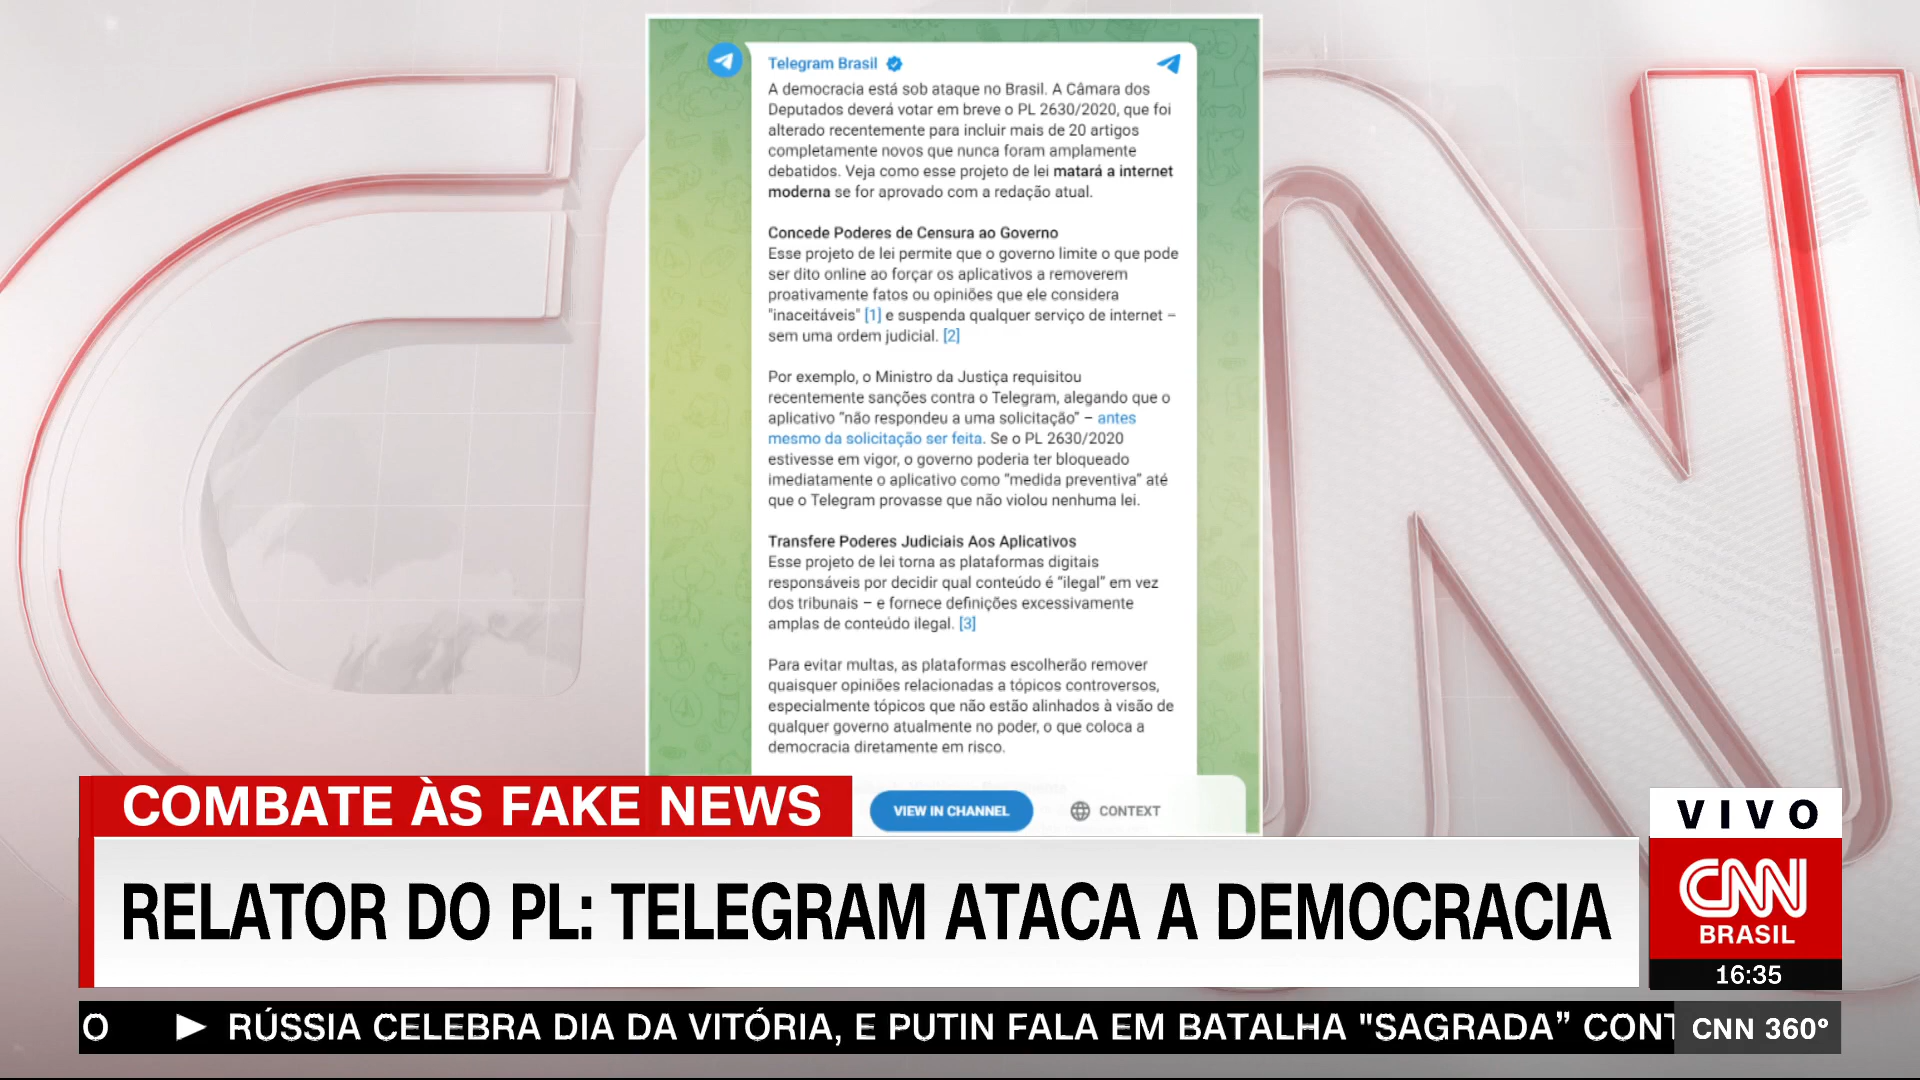 Telegram Brasil
A democracia está sob ataque no Brasil. A Câmara dos
Deputados deverá votar em breve o PL 2630/2020, que foi
alterado recentemente para incluir mais de 20 artigos
completamente novos que nunca foram amplamente
debatidos. Veja como esse projeto de lei matará a internet
moderna se for aprovado com a redação atual.
Concede Poderes de Censura ao Governo
Esse projeto de lei permite que o governo limite o que pode
ser dito online ao forçar os aplicativos a removerem
proativamente fatos ou opiniões que ele considera
"inaceitáveis" [1] e suspenda qualquer serviço de internet –
sem uma ordem judicial. [2]
Por exemplo, o Ministro da Justiça requisitou
recentemente sanções contra o Telegram, alegando que o
aplicativo “não respondeu a uma solicitação” – antes
mesmo da solicitação ser feita. Se o PL 2630/2020
estivesse em vigor, o governo poderia ter bloqueado
imediatamente o aplicativo como “medida preventiva” até
que o Telegram provasse que não violou nenhuma lei.
Transfere Poderes Judiciais Aos Aplicativos
Esse projeto de lei torna as plataformas digitais
responsáveis por decidir qual conteúdo é “ilegal” em vez
dos tribunais – e fornece definições excessivamente
amplas de conteúdo ilegal. [3]
Para evitar multas, as plataformas escolherão remover
quaisquer opiniões relacionadas a tópicos controversos,
especialmente tópicos que não estão alinhados à visão de
qualquer governo atualmente no poder, o que coloca a
democracia diretamente em risco.
VIEW IN CHANNEL
CONTEXT
COMBATE ÀS FAKE NEWS
RELATOR DO PL: TELEGRAM ATACA A DEMOCRACIA
VIVO
CNN
BRASIL
16:35
O ▶ RÚSSIA CELEBRA DIA DA VITÓRIA, E PUTIN FALA EM BATALHA "SAGRADA” CONT
CNN 360º